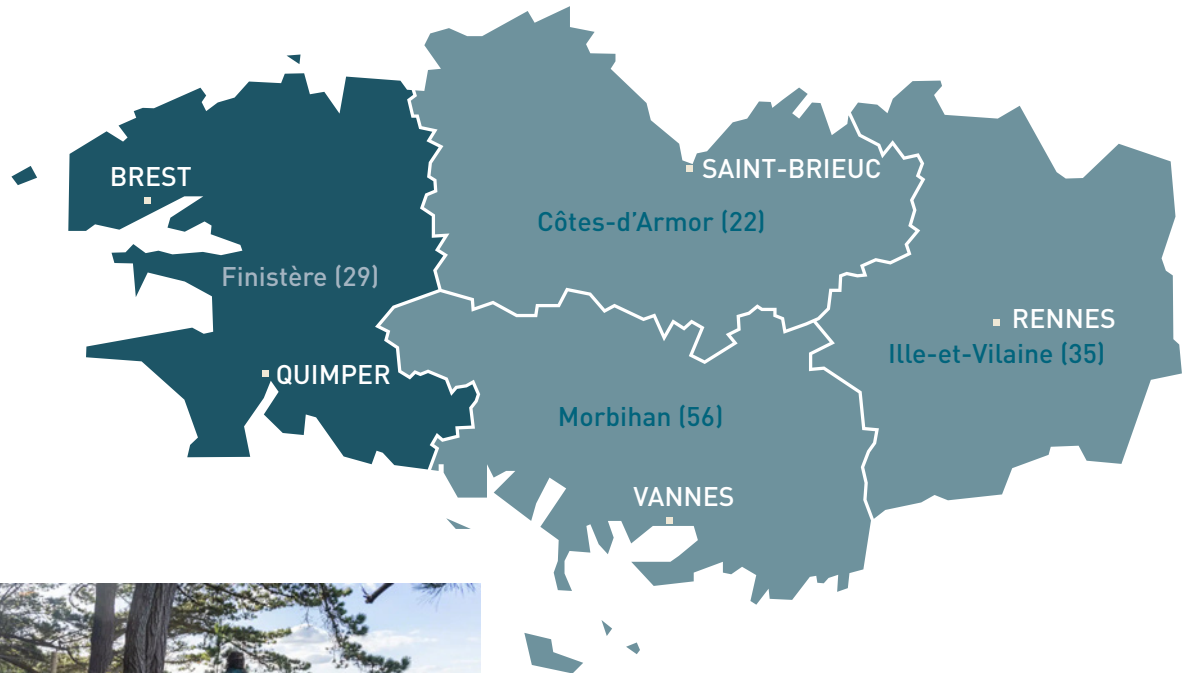 BREST
SAINT-BRIEUC
Côtes-d'Armor (22)
Finistère (29)
RENNES
Ille-et-Vilaine (35)
QUIMPER
Morbihan (56)
VANNES